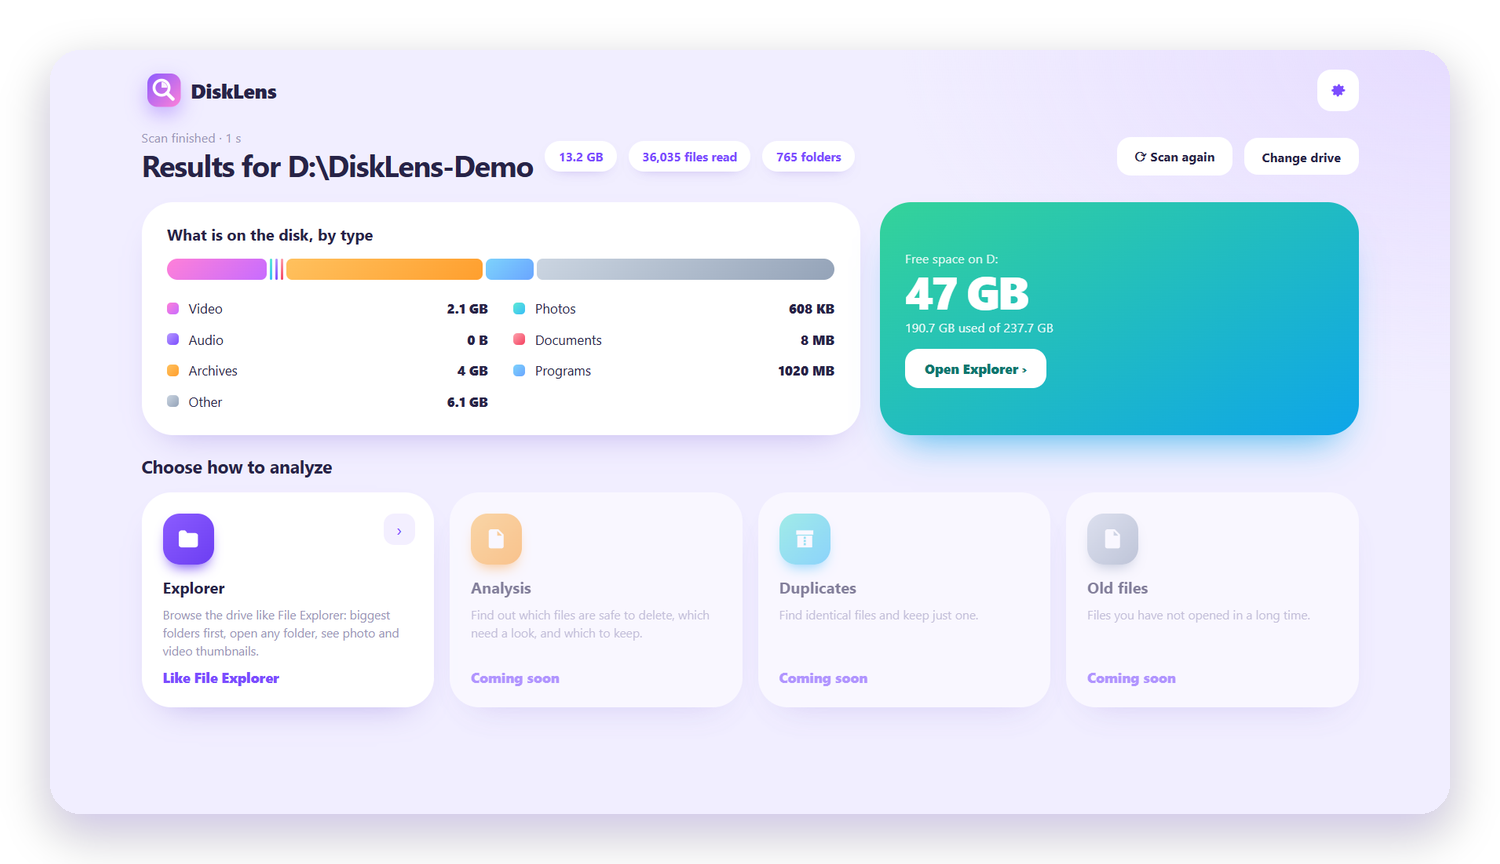 DiskLens
Scan finished · 1 s
Results for D:\DiskLens-Demo
13.2 GB
36,035 files read
765 folders
Scan again
Change drive
What is on the disk, by type
Video 2.1 GB
Photos 608 KB
Audio 0 B
Documents 8 MB
Archives 4 GB
Programs 1020 MB
Other 6.1 GB
Free space on D:
47 GB
190.7 GB used of 237.7 GB
Open Explorer ›
Choose how to analyze
Explorer
Browse the drive like File Explorer: biggest
folders first, open any folder, see photo and
video thumbnails.
Like File Explorer
Analysis
Find out which files are safe to delete, which
need a look, and which to keep.
Coming soon
Duplicates
Find identical files and keep just one.
Coming soon
Old files
Files you have not opened in a long time.
Coming soon